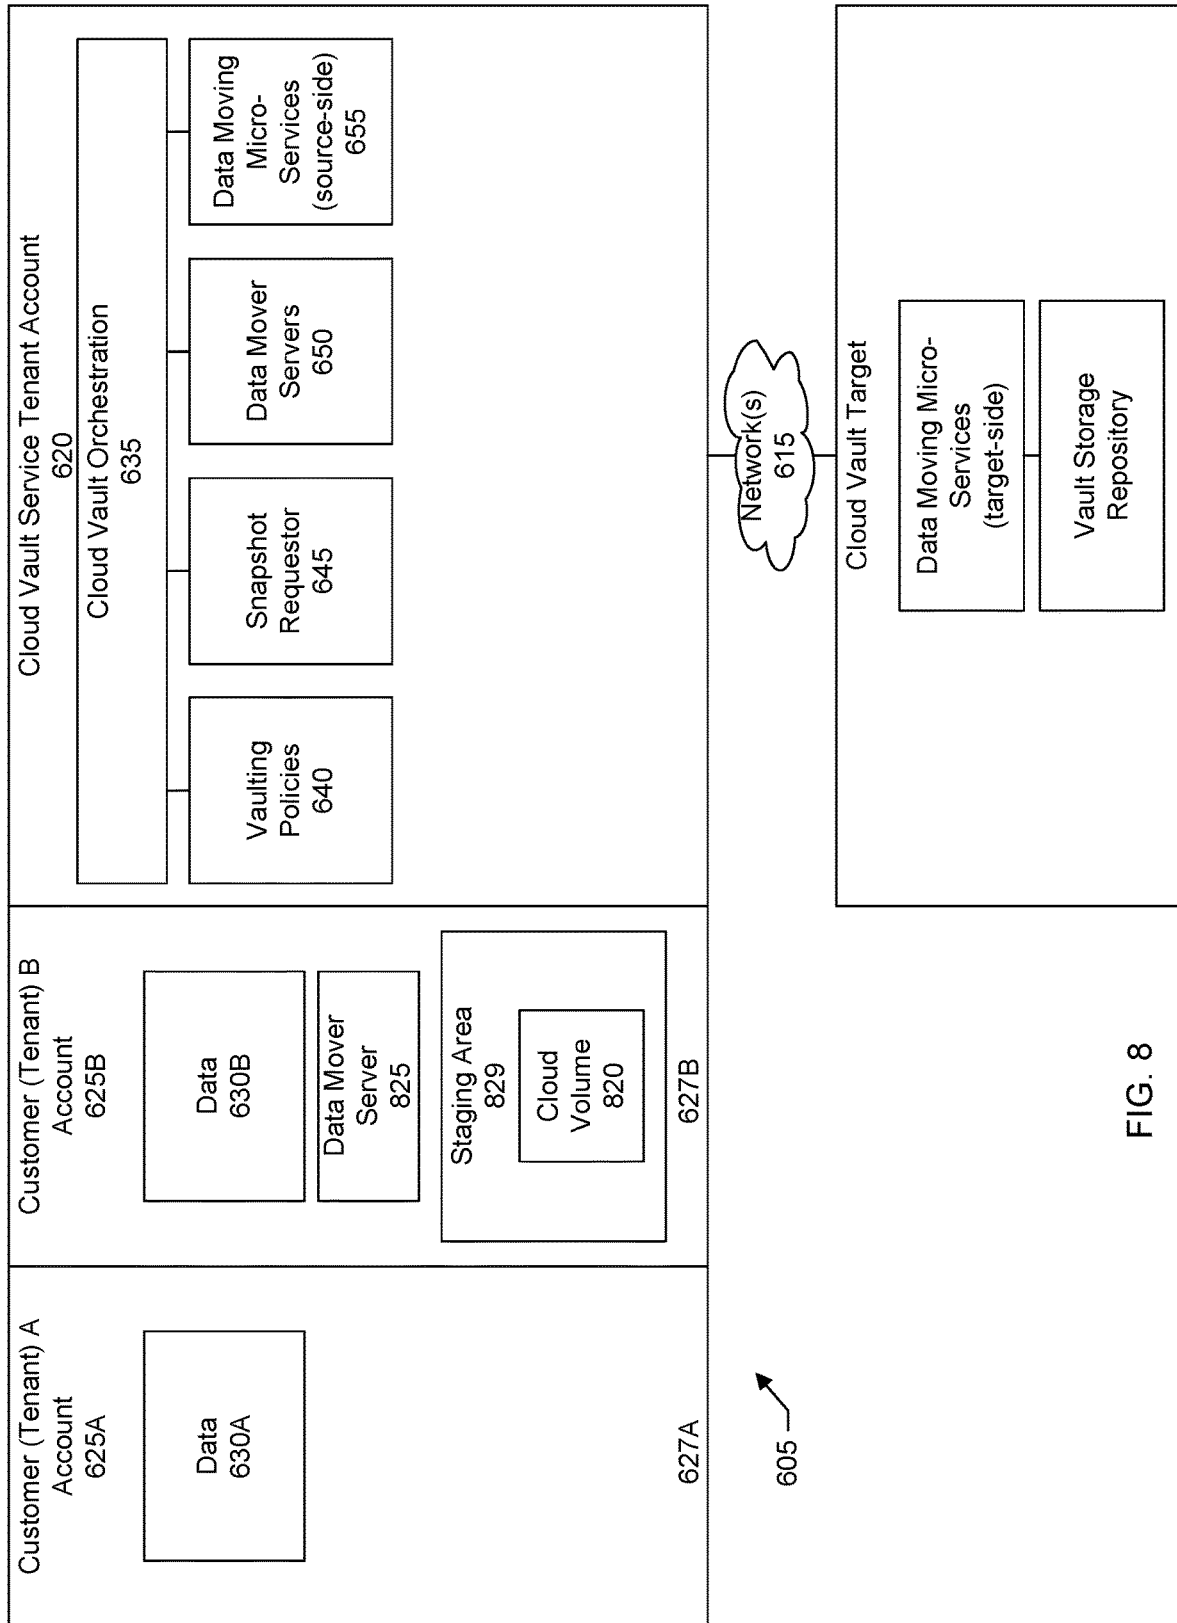 Customer (Tenant) A
Account
625A
Data
630A
627A
Customer (Tenant) B
Account
625B
Data
630B
Data Mover
Server
825
Staging Area
829
Cloud
Volume
820
627B
Cloud Vault Service Tenant Account
620
Cloud Vault Orchestration
635
Vaulting
Policies
640
Snapshot
Requestor
645
Data Mover
Servers
650
Data Moving
Micro-
Services
(source-side)
655
Network(s)
615
605
Cloud Vault Target
Data Moving Micro-
Services
(target-side)
Vault Storage
Repository
FIG. 8